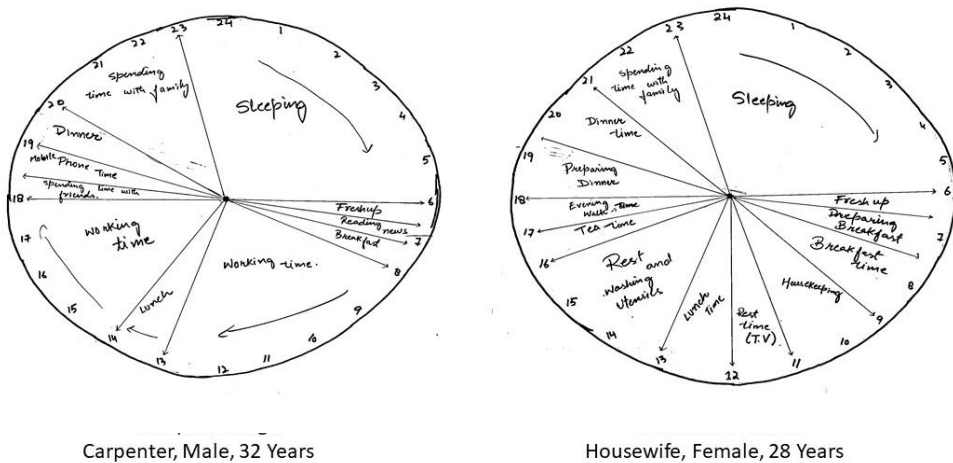 24
1
2
3
4
5
6
7
8
9
10
11
12
13
14
15
16
17
18
19
20
21
22
23
Sleeping
Freshup
Reading
news
Breakfast
Working time.
Lunch
Working
time
Spending time with
friends.
Mobile Phone Time
Dinner
Spending
time with family
Carpenter, Male, 32 Years
24
1
2
3
4
5
6
7
8
9
10
11
12
13
14
15
16
17
18
19
20
21
22
23
Sleeping
Fresh up
Preparing
Breakfast
Breakfast
time
Housekeeping
Rest
time
(T.V)
Lunch
Time
Rest
and
washing
Utensils
Tea time
Evening
Walk Time
Preparing
Dinner
Dinner
time
Spending
time with
family
Housewife, Female, 28 Years